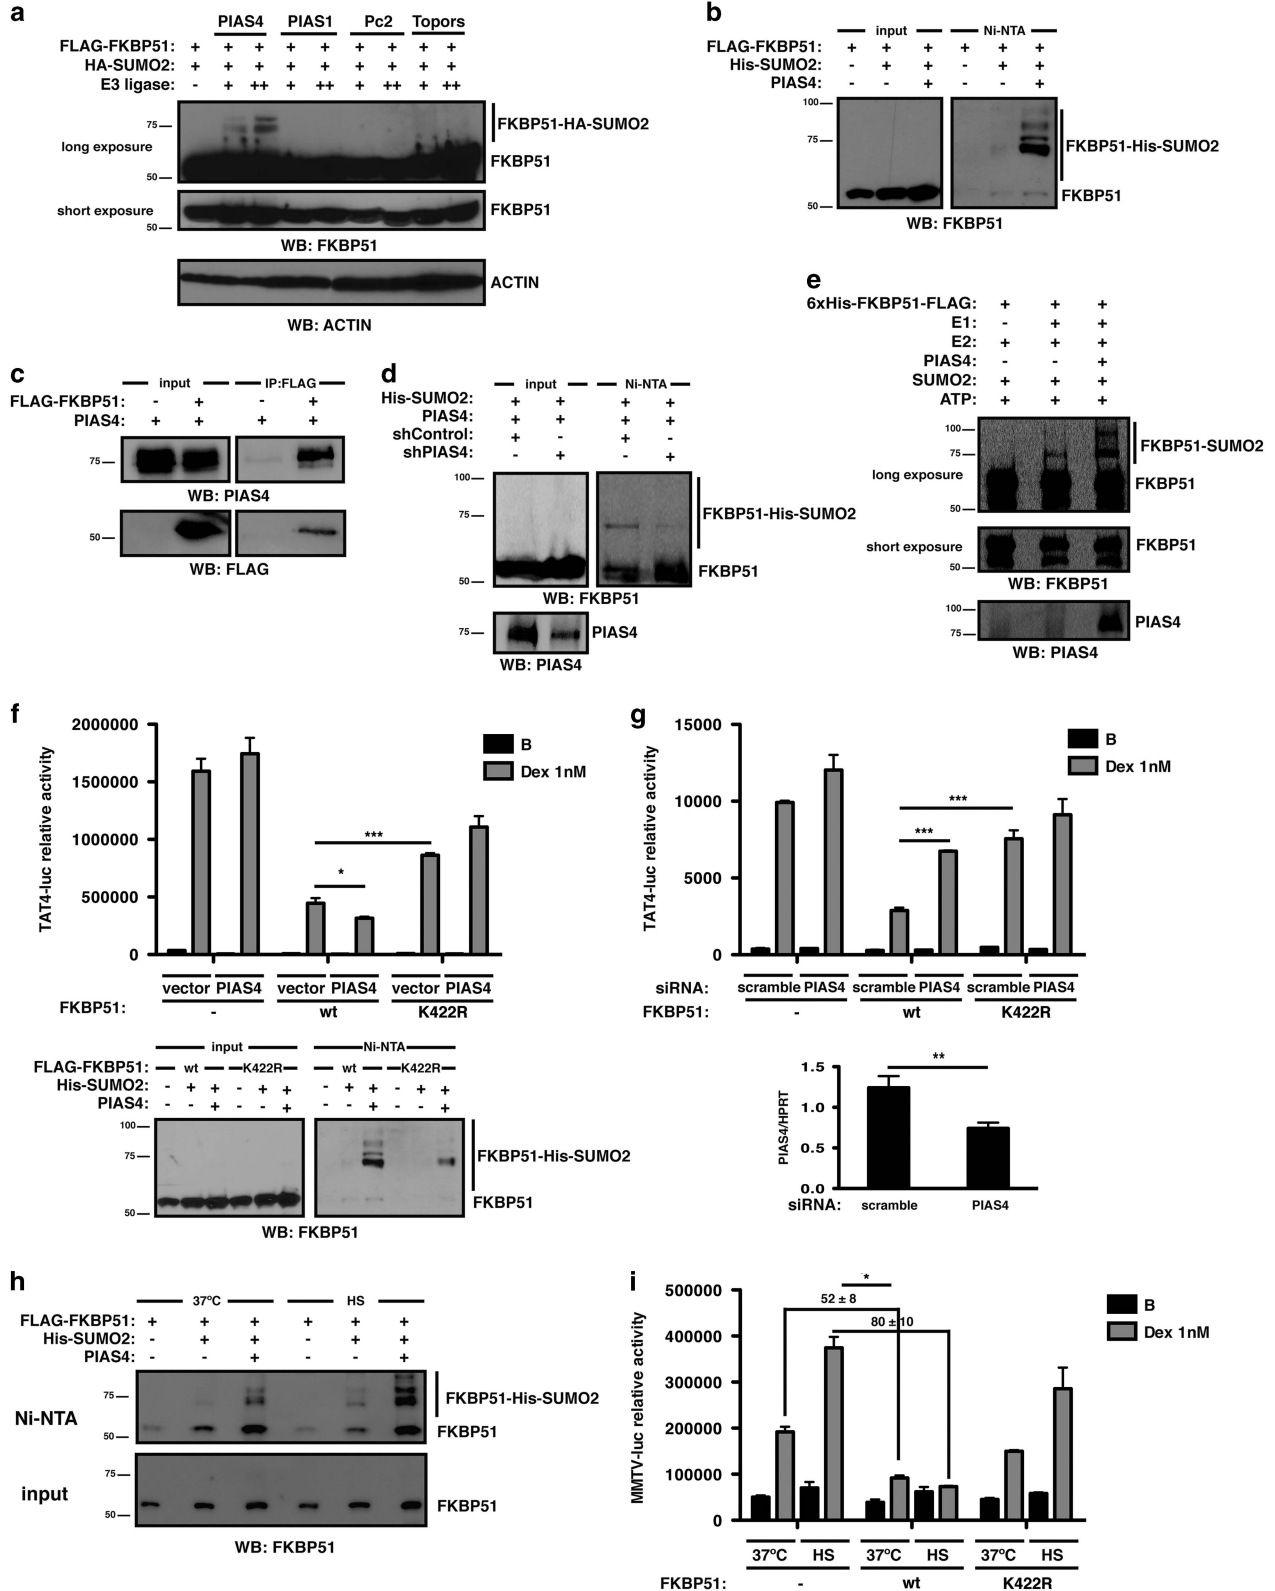 a
PIAS4 PIAS1 Pc2 Topors
FLAG-FKBP51: + + + + + + + + +
HA-SUMO2: + + + + + + + + +
E3 ligase: - + ++ + ++ + ++ + ++
75
long exposure
50
FKBP51-HA-SUMO2
FKBP51
short exposure
50
FKBP51
WB: FKBP51
ACTIN
WB: ACTIN
b
input Ni-NTA
FLAG-FKBP51: + + + + + +
His-SUMO2: - + + - + +
PIAS4: - - + - - +
100
75
50
FKBP51-His-SUMO2
FKBP51
WB: FKBP51
c
input IP:FLAG
FLAG-FKBP51: - + - +
PIAS4: + + + +
75
WB: PIAS4
50
WB: FLAG
d
input Ni-NTA
His-SUMO2: + + + +
PIAS4: + + + +
shControl: + - + -
shPIAS4: - + - +
100
75
50
FKBP51-His-SUMO2
FKBP51
WB: FKBP51
75
PIAS4
WB: PIAS4
e
6xHis-FKBP51-FLAG: + + +
E1: - + +
E2: + + +
PIAS4: - - +
SUMO2: + + +
ATP: + + +
100
75
long exposure
50
FKBP51-SUMO2
FKBP51
short exposure
50
FKBP51
WB: FKBP51
100
75
PIAS4
WB: PIAS4
f
TAT4-luc relative activity
2000000
1500000
1000000
500000
0
B
Dex 1nM
***
*
vector PIAS4 vector PIAS4 vector PIAS4
FKBP51: - wt K422R
input Ni-NTA
FLAG-FKBP51: wt K422R wt K422R
His-SUMO2: - + + - + + - + + - + +
PIAS4: - - + - - + - - + - - +
100
75
50
FKBP51-His-SUMO2
FKBP51
WB: FKBP51
g
TAT4-luc relative activity
15000
10000
5000
0
B
Dex 1nM
***
***
siRNA: scramble PIAS4 scramble PIAS4 scramble PIAS4
FKBP51: - wt K422R
PIAS4/HPRT
1.5
1.0
0.5
0.0
**
siRNA: scramble PIAS4
h
37ºC HS
FLAG-FKBP51: + + + + + +
His-SUMO2: - + + - + +
PIAS4: - - + - - +
Ni-NTA
75
50
FKBP51-His-SUMO2
FKBP51
input
75
50
FKBP51
WB: FKBP51
i
MMTV-luc relative activity
500000
400000
300000
200000
100000
0
*
52 ± 8
80 ± 10
B
Dex 1nM
37ºC HS 37ºC HS 37ºC HS
FKBP51: - wt K422R